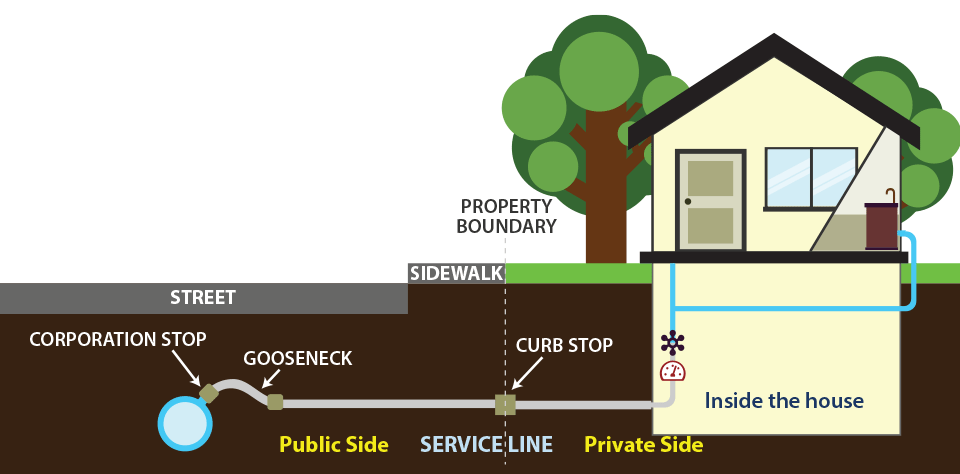 PROPERTY
BOUNDARY
SIDEWALK
STREET
CORPORATION STOP
GOOSENECK
CURB STOP
Inside the house
Public Side
SERVICE LINE
Private Side